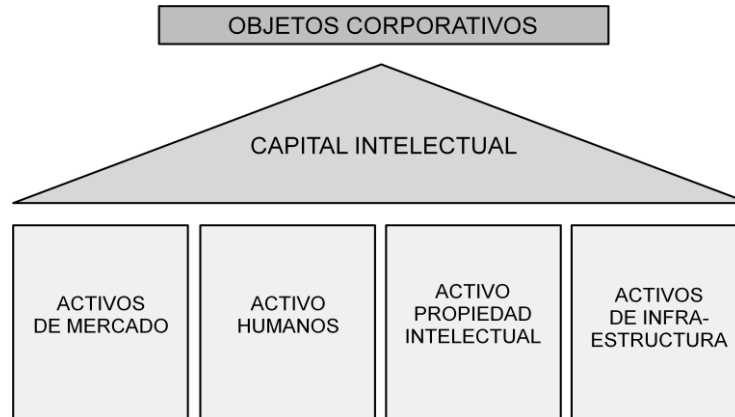 OBJETOS CORPORATIVOS
CAPITAL INTELECTUAL
ACTIVOS
DE MERCADO
ACTIVO
HUMANOS
ACTIVO
PROPIEDAD
INTELECTUAL
ACTIVOS
DE INFRA-
ESTRUCTURA